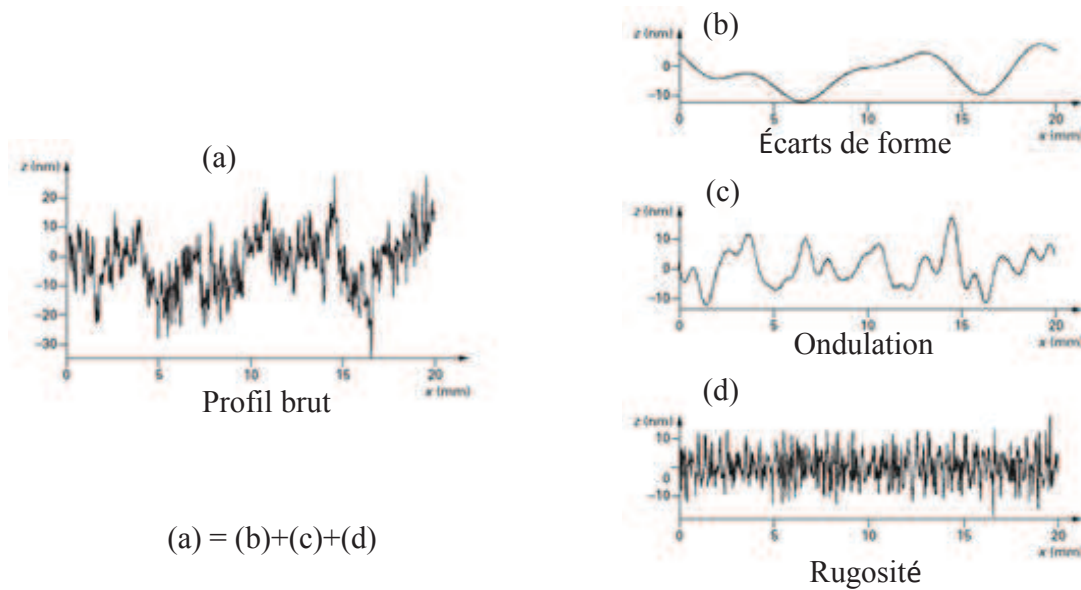 (a)
z (nm)
20
10
0
−10
−20
−30
0 5 10 15 20
x (mm)
Profil brut
(a) = (b)+(c)+(d)
(b)
z (nm)
0
−10
0 5 10 15 20
x (mm)
Écarts de forme
(c)
z (nm)
10
0
−10
0 5 10 15 20
x (mm)
Ondulation
(d)
z (nm)
10
0
−10
0 5 10 15 20
x (mm)
Rugosité